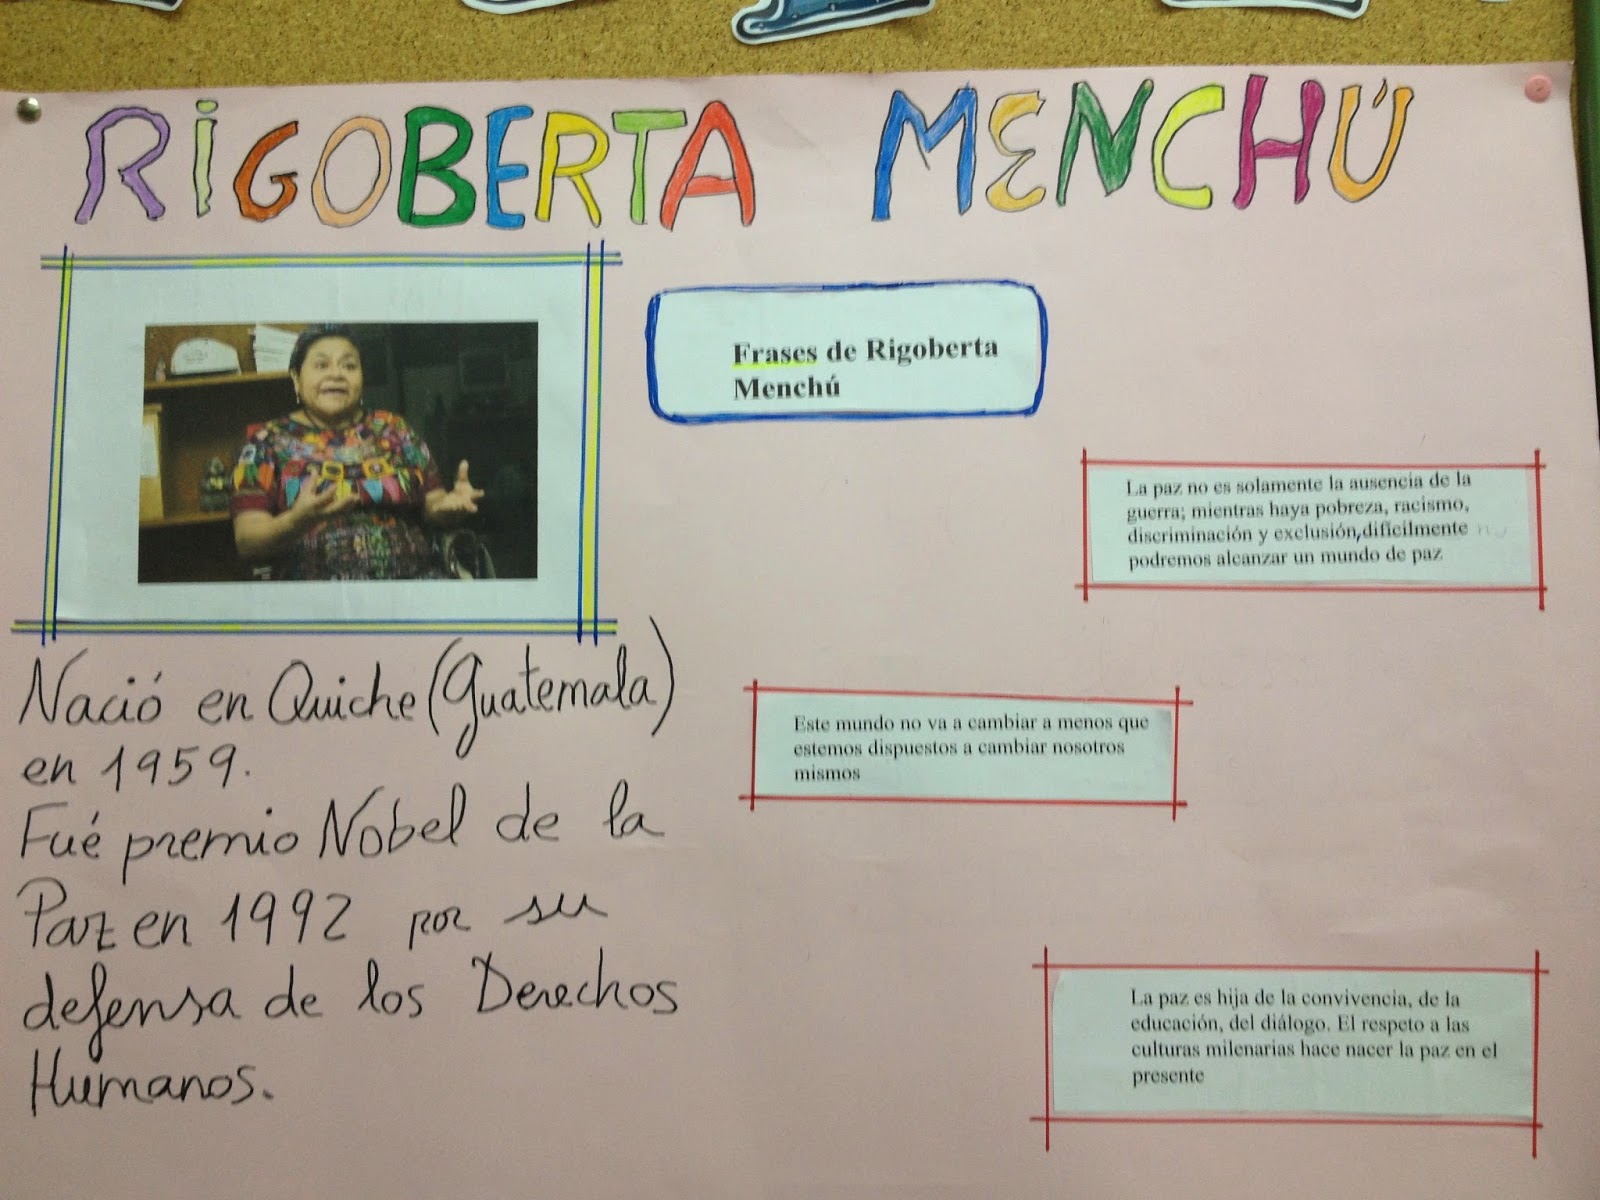 RIGOBERTA MENCHÚ
Frases de Rigoberta
Menchú
La paz no es solamente la ausencia de la
guerra; mientras haya pobreza, racismo,
discriminación y exclusión, difícilmente
podremos alcanzar un mundo de paz
Nació en Quiche (Guatemala)
en 1959.
Fué premio Nobel de la
Paz en 1992 por su
defensa de los Derechos
Humanos.
Este mundo no va a cambiar a menos que
estemos dispuestos a cambiar nosotros
mismos
La paz es hija de la convivencia, de la
educación, del diálogo. El respeto a las
culturas milenarias hace nacer la paz en el
presente